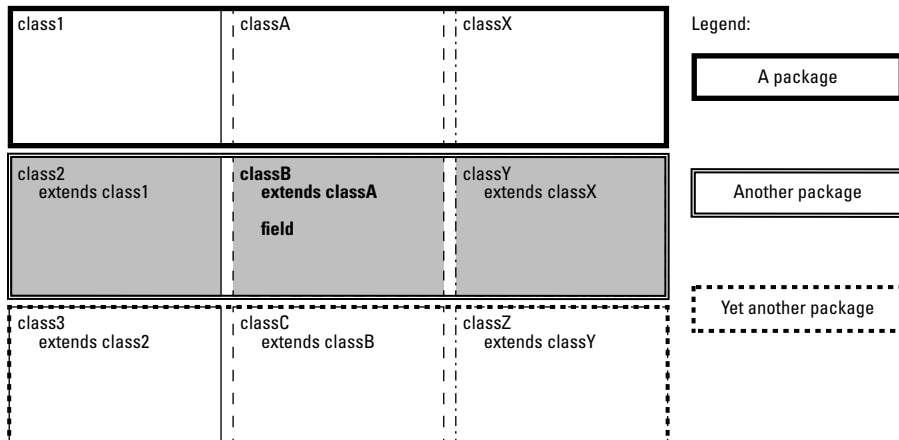 class1
classA
classX
Legend:
A package
class2
extends class1
classB
extends classA
field
classY
extends classX
Another package
class3
extends class2
classC
extends classB
classZ
extends classY
Yet another package